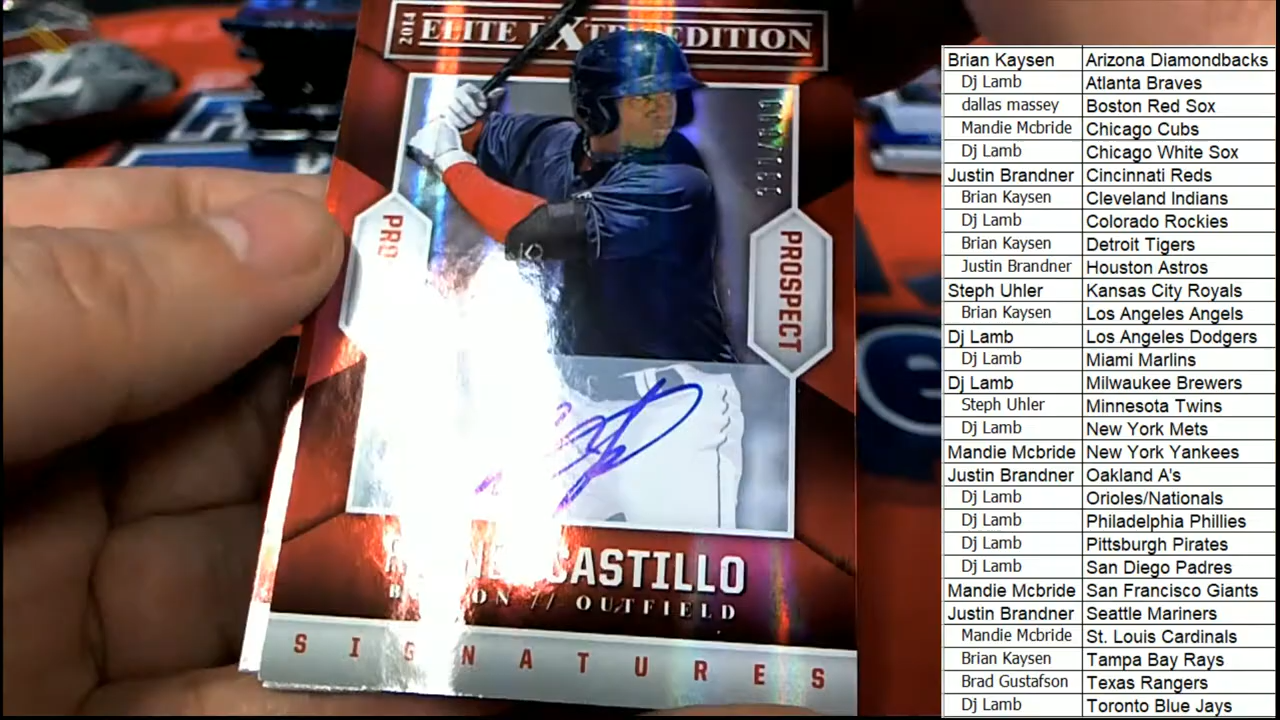 2014 ELITE EXTRA EDITION
PROSPECT
CASTILLO
// OUTFIELD
SIGNATURES
Brian Kaysen Arizona Diamondbacks
Dj Lamb Atlanta Braves
dallas massey Boston Red Sox
Mandie Mcbride Chicago Cubs
Dj Lamb Chicago White Sox
Justin Brandner Cincinnati Reds
Brian Kaysen Cleveland Indians
Dj Lamb Colorado Rockies
Brian Kaysen Detroit Tigers
Justin Brandner Houston Astros
Steph Uhler Kansas City Royals
Brian Kaysen Los Angeles Angels
Dj Lamb Los Angeles Dodgers
Dj Lamb Miami Marlins
Dj Lamb Milwaukee Brewers
Steph Uhler Minnesota Twins
Dj Lamb New York Mets
Mandie Mcbride New York Yankees
Justin Brandner Oakland A's
Dj Lamb Orioles/Nationals
Dj Lamb Philadelphia Phillies
Dj Lamb Pittsburgh Pirates
Dj Lamb San Diego Padres
Mandie Mcbride San Francisco Giants
Justin Brandner Seattle Mariners
Mandie Mcbride St. Louis Cardinals
Brian Kaysen Tampa Bay Rays
Brad Gustafson Texas Rangers
Dj Lamb Toronto Blue Jays